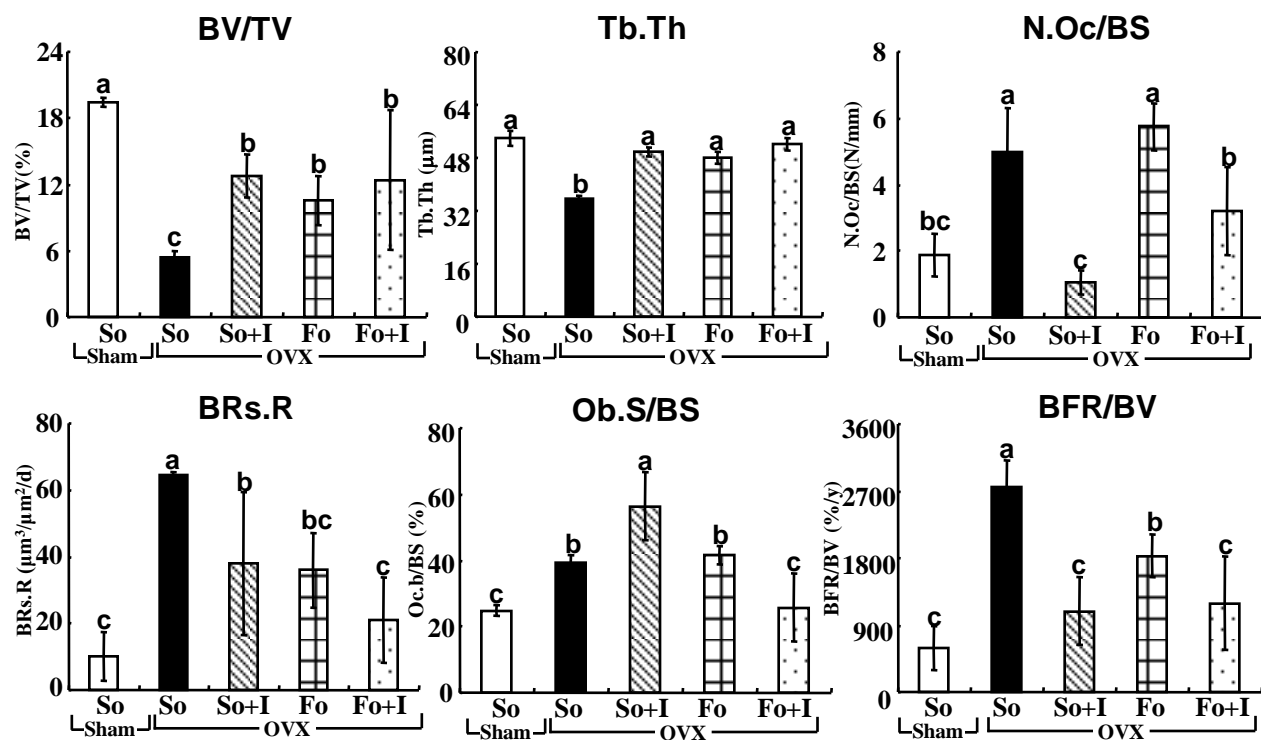 BV/TV
BV/TV(%)
24
18
12
6
0
a
c
b
b
b
So So So+I Fo Fo+I
Sham OVX
Tb.Th
Tb.Th (µm)
80
64
48
32
16
0
a
b
a
a
a
So So So+I Fo Fo+I
Sham OVX
N.Oc/BS
N.Oc/BS(N/mm)
8
6
4
2
0
bc
a
c
a
b
So So So+I Fo Fo+I
Sham OVX
BRs.R
BRs.R (µm³/µm²/d)
80
60
40
20
0
c
a
b
bc
c
So So So+I Fo Fo+I
Sham OVX
Ob.S/BS
Oc.b/BS (%)
80
60
40
20
0
c
b
a
b
c
So So So+I Fo Fo+I
Sham OVX
BFR/BV
BFR/BV (%/y)
3600
2700
1800
900
0
c
a
c
b
c
So So So+I Fo Fo+I
Sham OVX